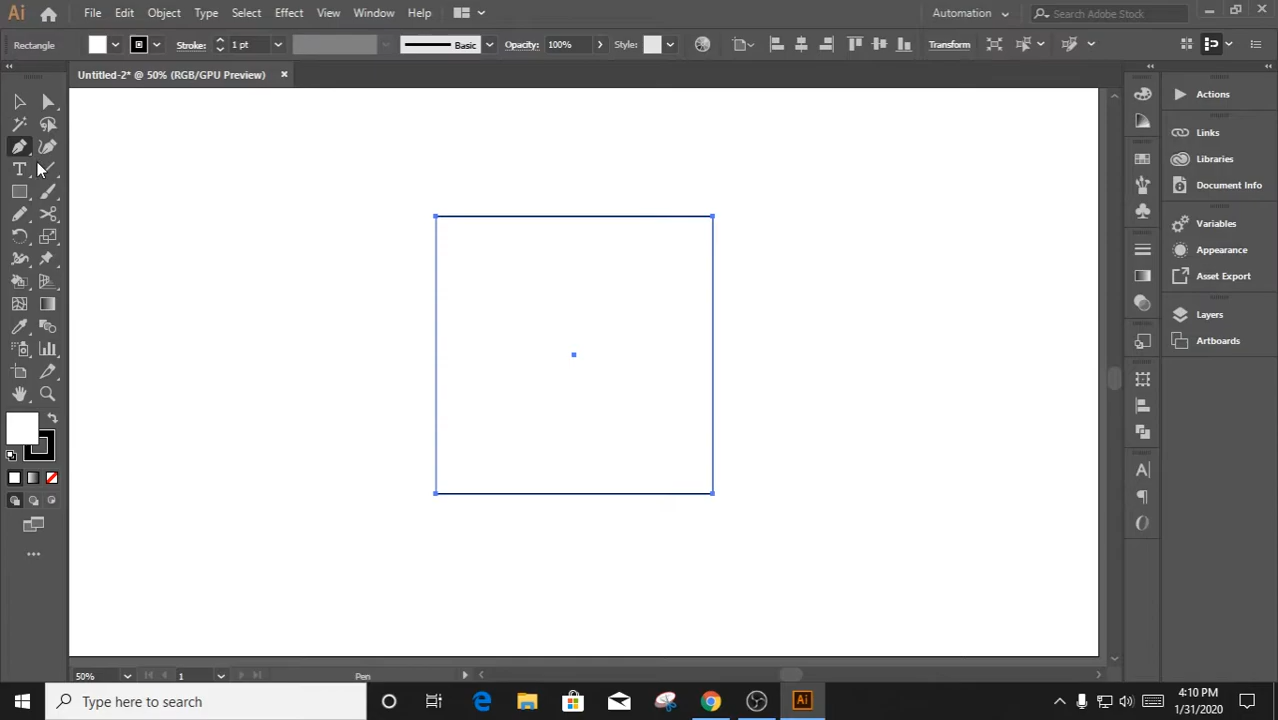 Ai File Edit Object Type Select Effect View Window Help Automation Search Adobe Stock
Rectangle Stroke: 1 pt Basic Opacity: 100% Style: Transform
Untitled-2* @ 50% (RGB/GPU Preview)
Actions
Links
Libraries
Document Info
Variables
Appearance
Asset Export
Layers
Artboards
50% 1 Pen
Type here to search Ai 4:10 PM
1/31/2020